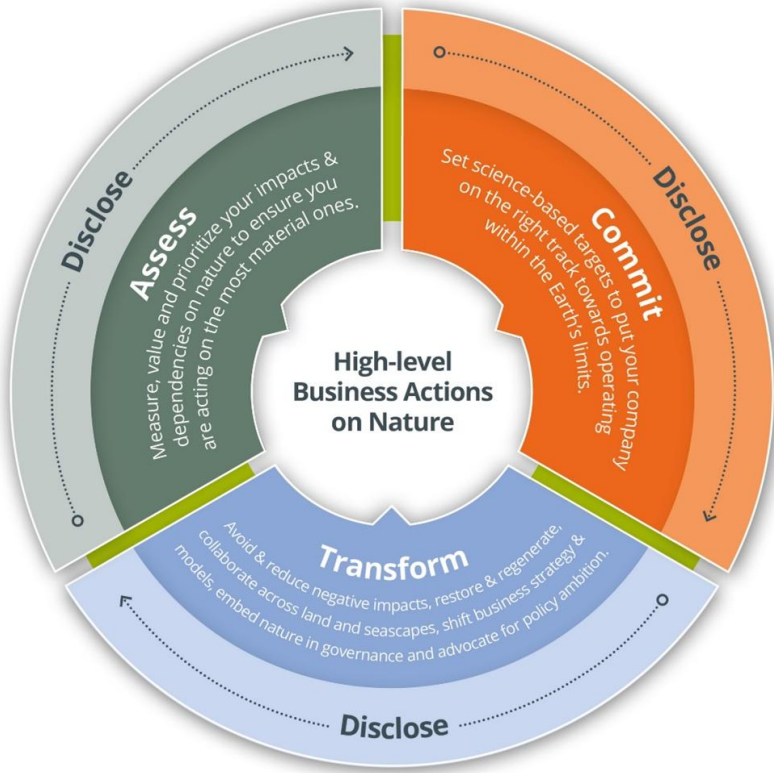 High-level
Business Actions
on Nature
Disclose
Assess
Measure, value and prioritize your impacts &
dependencies on nature to ensure you
are acting on the most material ones.
Disclose
Commit
Set science-based targets to put your company
on the right track towards operating
within the Earth's limits.
Transform
Avoid & reduce negative impacts, restore & regenerate,
collaborate across land and seascapes, shift business strategy &
models, embed nature in governance and advocate for policy ambition.
Disclose